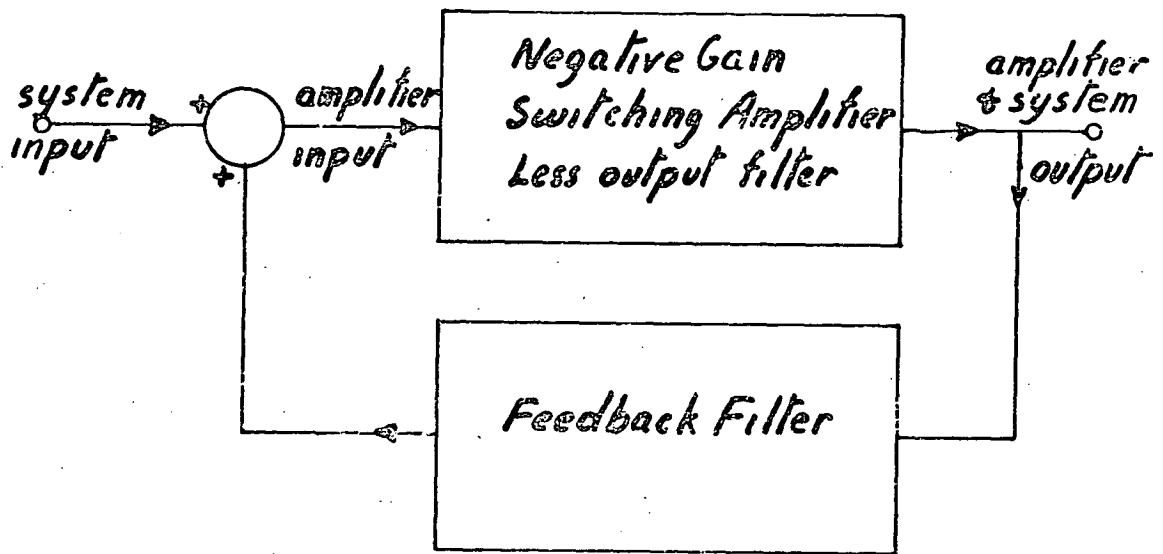 system
input
+
+
amplifier
input
Negative Gain
Switching Amplifier
Less output filter
amplifier
& system
output
Feedback Filter